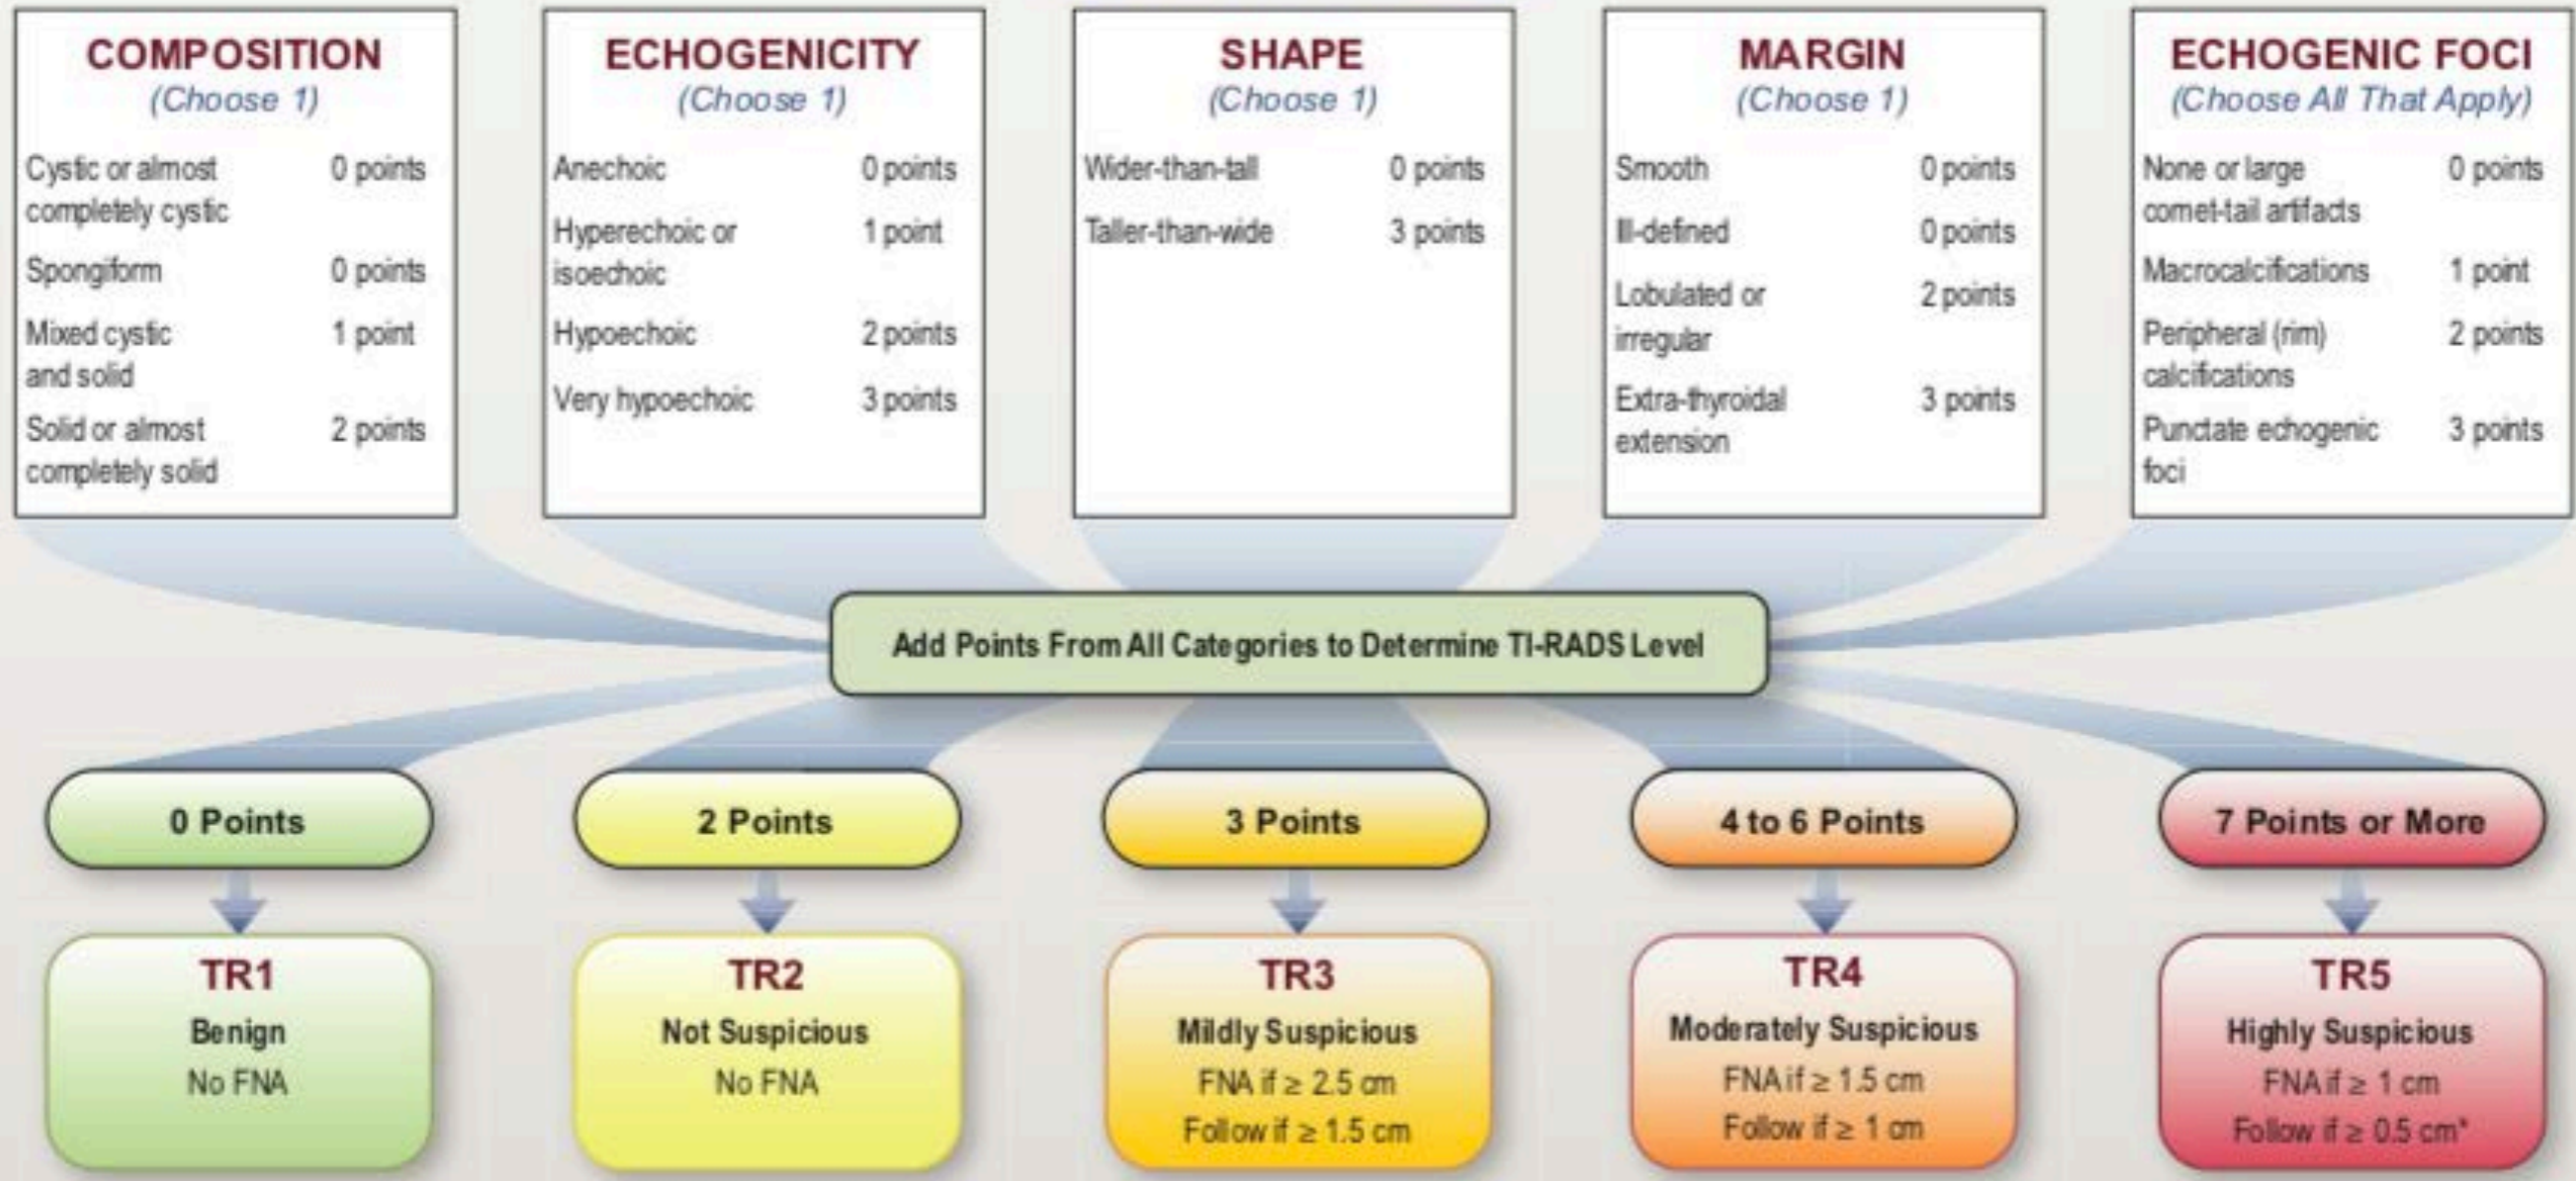 COMPOSITION
(Choose 1)
Cystic or almost 0 points
completely cystic
Spongiform 0 points
Mixed cystic 1 point
and solid
Solid or almost 2 points
completely solid
ECHOGENICITY
(Choose 1)
Anechoic 0 points
Hyperechoic or 1 point
isoechoic
Hypoechoic 2 points
Very hypoechoic 3 points
SHAPE
(Choose 1)
Wider-than-tall 0 points
Taller-than-wide 3 points
MARGIN
(Choose 1)
Smooth 0 points
Ill-defined 0 points
Lobulated or 2 points
irregular
Extra-thyroidal 3 points
extension
ECHOGENIC FOCI
(Choose All That Apply)
None or large 0 points
comet-tail artifacts
Macrocalcifications 1 point
Peripheral (rim) 2 points
calcifications
Punctate echogenic 3 points
foci
Add Points From All Categories to Determine TI-RADS Level
0 Points
2 Points
3 Points
4 to 6 Points
7 Points or More
TR1
Benign
No FNA
TR2
Not Suspicious
No FNA
TR3
Mildly Suspicious
FNA if ≥ 2.5 cm
Follow if ≥ 1.5 cm
TR4
Moderately Suspicious
FNA if ≥ 1.5 cm
Follow if ≥ 1 cm
TR5
Highly Suspicious
FNA if ≥ 1 cm
Follow if ≥ 0.5 cm*